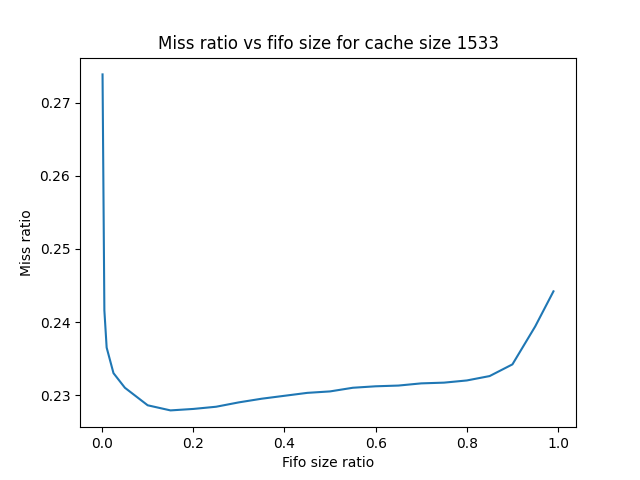 Miss ratio vs fifo size for cache size 1533
0.27
0.26
0.25
0.24
0.23
Miss ratio
0.0 0.2 0.4 0.6 0.8 1.0
Fifo size ratio